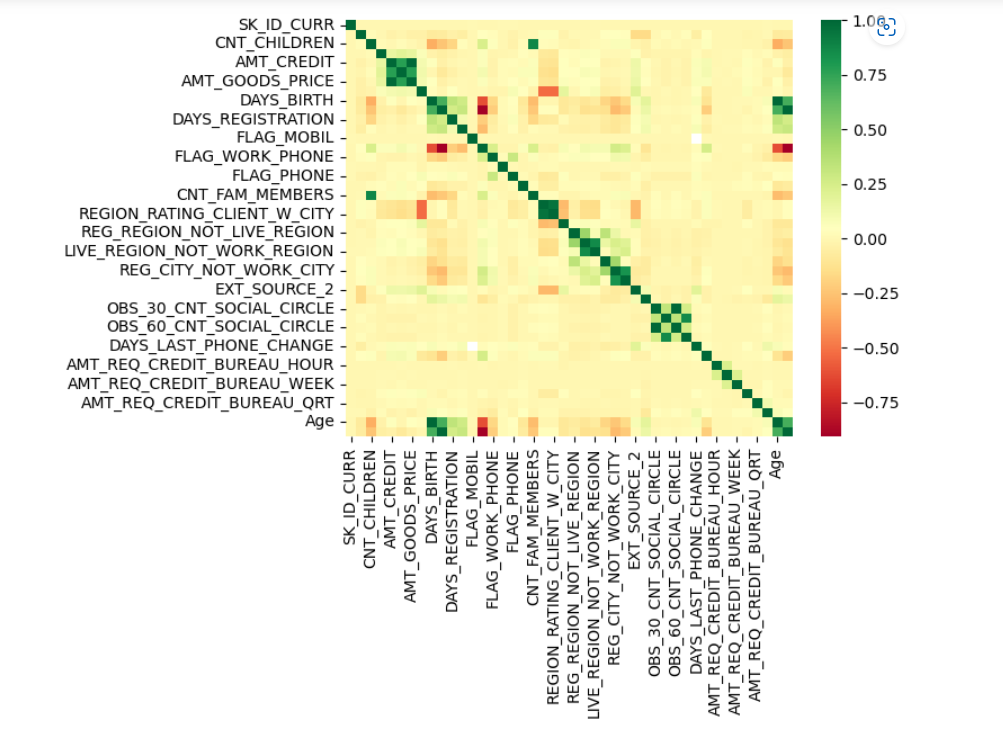 SK_ID_CURR
CNT_CHILDREN
AMT_CREDIT
AMT_GOODS_PRICE
DAYS_BIRTH
DAYS_REGISTRATION
FLAG_MOBIL
FLAG_WORK_PHONE
FLAG_PHONE
CNT_FAM_MEMBERS
REGION_RATING_CLIENT_W_CITY
REG_REGION_NOT_LIVE_REGION
LIVE_REGION_NOT_WORK_REGION
REG_CITY_NOT_WORK_CITY
EXT_SOURCE_2
OBS_30_CNT_SOCIAL_CIRCLE
OBS_60_CNT_SOCIAL_CIRCLE
DAYS_LAST_PHONE_CHANGE
AMT_REQ_CREDIT_BUREAU_HOUR
AMT_REQ_CREDIT_BUREAU_WEEK
AMT_REQ_CREDIT_BUREAU_QRT
Age
SK_ID_CURR
CNT_CHILDREN
AMT_CREDIT
AMT_GOODS_PRICE
DAYS_BIRTH
DAYS_REGISTRATION
FLAG_MOBIL
FLAG_WORK_PHONE
FLAG_PHONE
CNT_FAM_MEMBERS
REGION_RATING_CLIENT_W_CITY
REG_REGION_NOT_LIVE_REGION
LIVE_REGION_NOT_WORK_REGION
REG_CITY_NOT_WORK_CITY
EXT_SOURCE_2
OBS_30_CNT_SOCIAL_CIRCLE
OBS_60_CNT_SOCIAL_CIRCLE
DAYS_LAST_PHONE_CHANGE
AMT_REQ_CREDIT_BUREAU_HOUR
AMT_REQ_CREDIT_BUREAU_WEEK
AMT_REQ_CREDIT_BUREAU_QRT
Age
1.00
0.75
0.50
0.25
0.00
−0.25
−0.50
−0.75